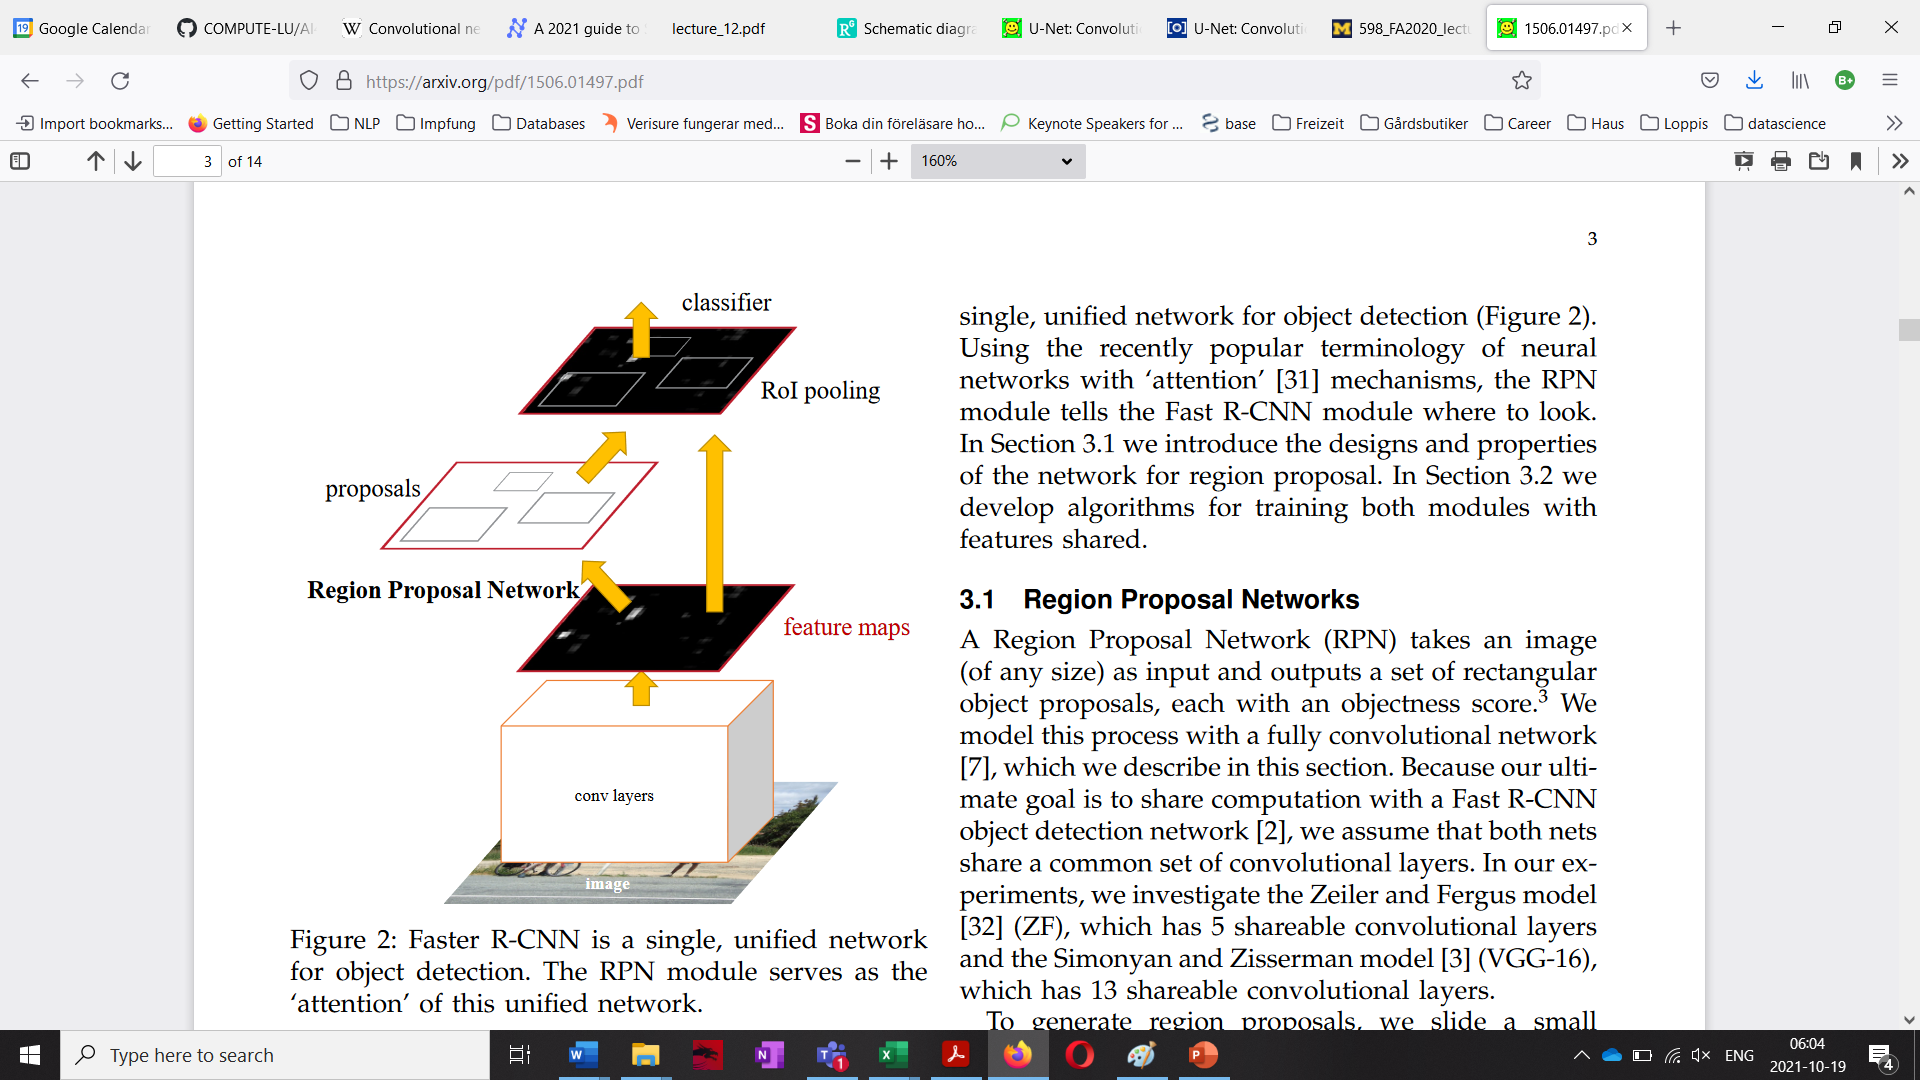 Google Calendar
COMPUTE-LU/AI
Convolutional ne
A 2021 guide to
lecture_12.pdf
Schematic diagra
U-Net: Convoluti
U-Net: Convoluti
598_FA2020_lectu
1506.01497.pd
https://arxiv.org/pdf/1506.01497.pdf
Import bookmarks...
Getting Started
NLP
Impfung
Databases
Verisure fungerar med...
Boka din föreläsare ho...
Keynote Speakers for ...
base
Freizeit
Gårdsbutiker
Career
Haus
Loppis
datascience
3 of 14
160%
3
classifier
RoI pooling
proposals
Region Proposal Network
feature maps
conv layers
image
Figure 2: Faster R-CNN is a single, unified network
for object detection. The RPN module serves as the
‘attention’ of this unified network.
single, unified network for object detection (Figure 2).
Using the recently popular terminology of neural
networks with ‘attention’ [31] mechanisms, the RPN
module tells the Fast R-CNN module where to look.
In Section 3.1 we introduce the designs and properties
of the network for region proposal. In Section 3.2 we
develop algorithms for training both modules with
features shared.
3.1 Region Proposal Networks
A Region Proposal Network (RPN) takes an image
(of any size) as input and outputs a set of rectangular
object proposals, each with an objectness score.3 We
model this process with a fully convolutional network
[7], which we describe in this section. Because our ulti-
mate goal is to share computation with a Fast R-CNN
object detection network [2], we assume that both nets
share a common set of convolutional layers. In our ex-
periments, we investigate the Zeiler and Fergus model
[32] (ZF), which has 5 shareable convolutional layers
and the Simonyan and Zisserman model [3] (VGG-16),
which has 13 shareable convolutional layers.
To generate region proposals, we slide a small
Type here to search
ENG
06:04
2021-10-19
4